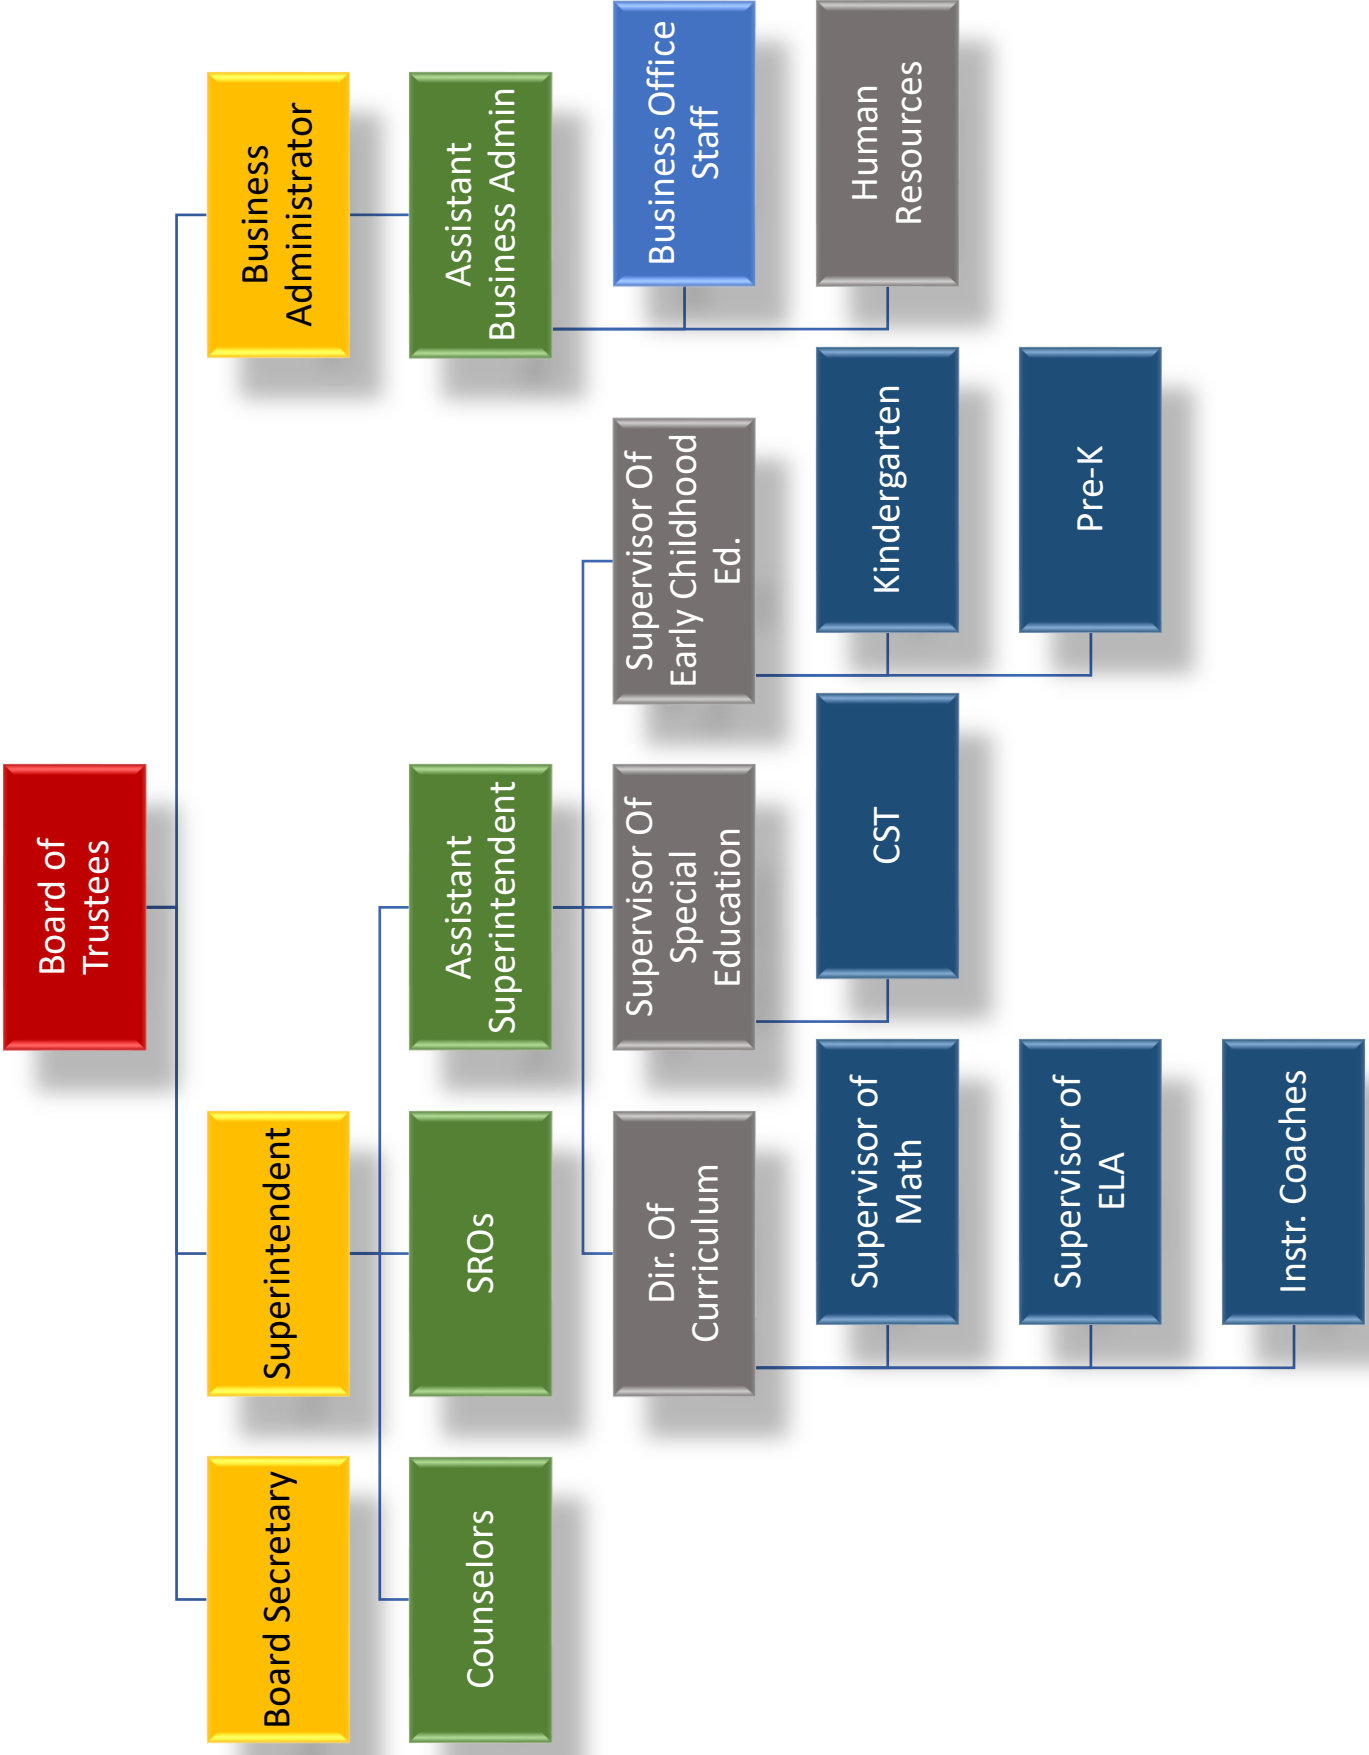 Board of
Trustees
Board Secretary
Superintendent
Business
Administrator
Counselors
SROs
Assistant
Superintendent
Assistant
Business Admin
Dir. Of
Curriculum
Supervisor Of
Special
Education
Supervisor Of
Early Childhood
Ed.
Business Office
Staff
Supervisor of
Math
CST
Kindergarten
Human
Resources
Supervisor of
ELA
Pre-K
Instr. Coaches